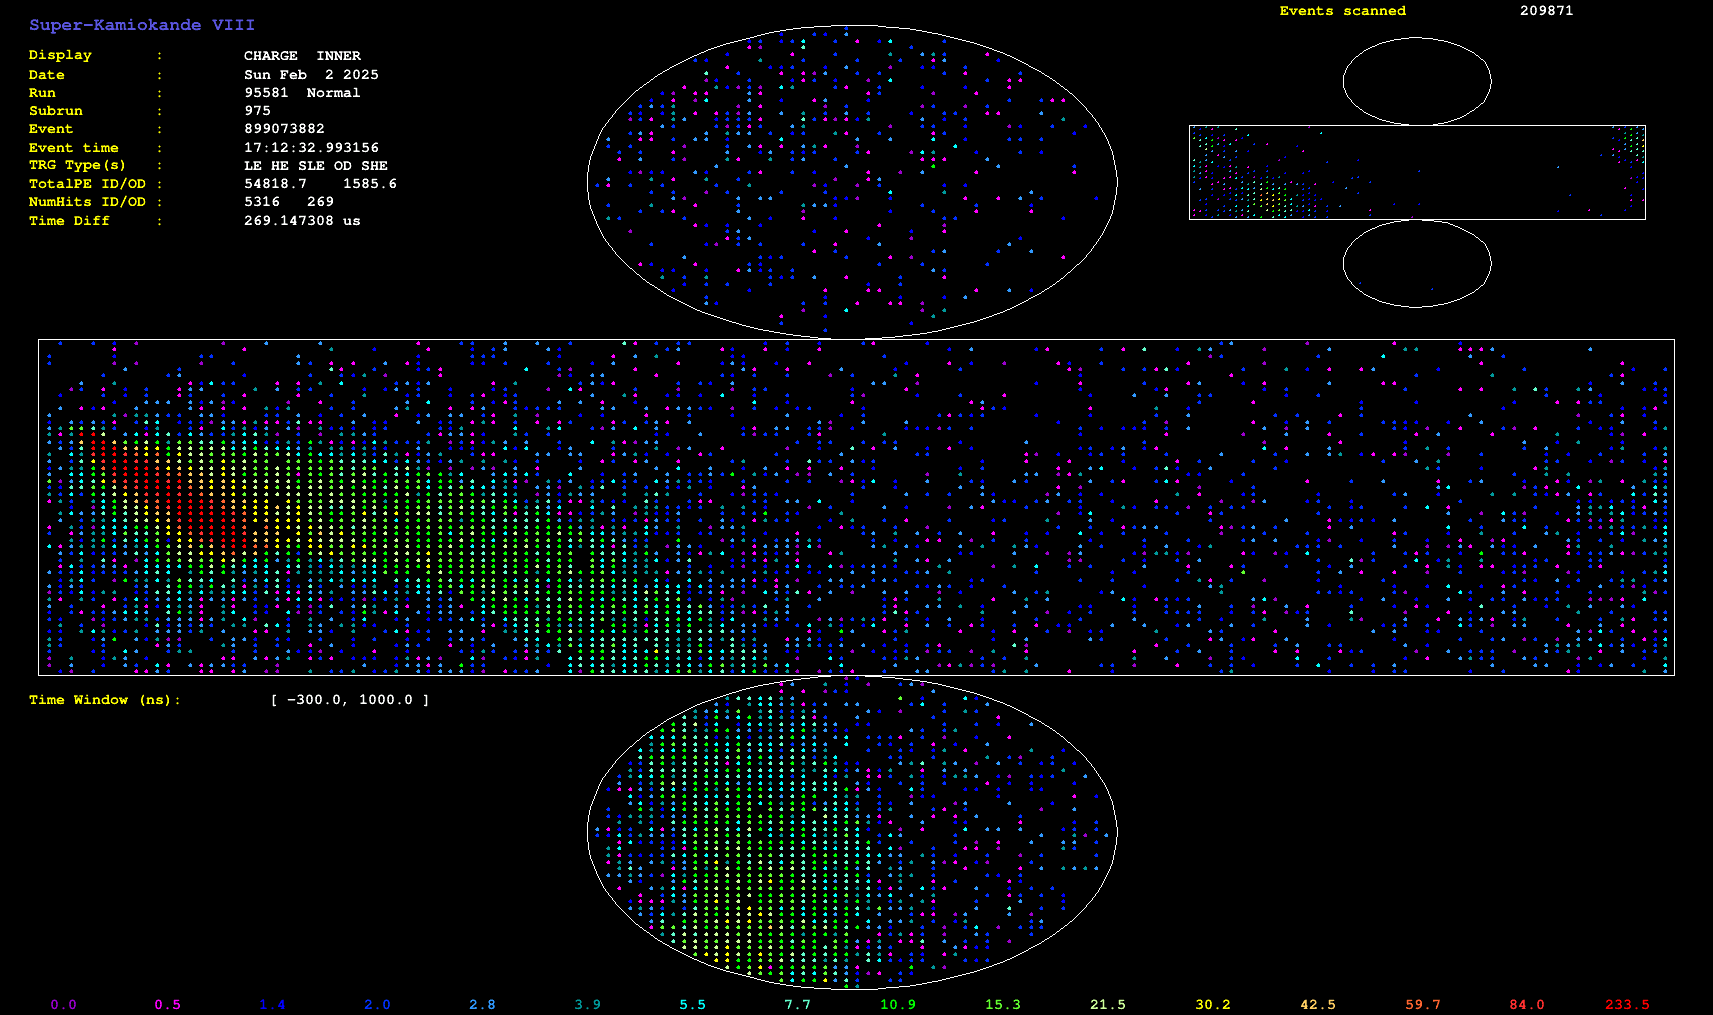 Super-Kamiokande VIII
Events scanned 209871
Display : CHARGE INNER
Date : Sun Feb 2 2025
Run : 95581 Normal
Subrun : 975
Event : 899073882
Event time : 17:12:32.993156
TRG Type(s) : LE HE SLE OD SHE
TotalPE ID/OD : 54818.7 1585.6
NumHits ID/OD : 5316 269
Time Diff : 269.147308 us
Time Window (ns): [ -300.0, 1000.0 ]
0.0 0.5 1.4 2.0 2.8 3.9 5.5 7.7 10.9 15.3 21.5 30.2 42.5 59.7 84.0 233.5